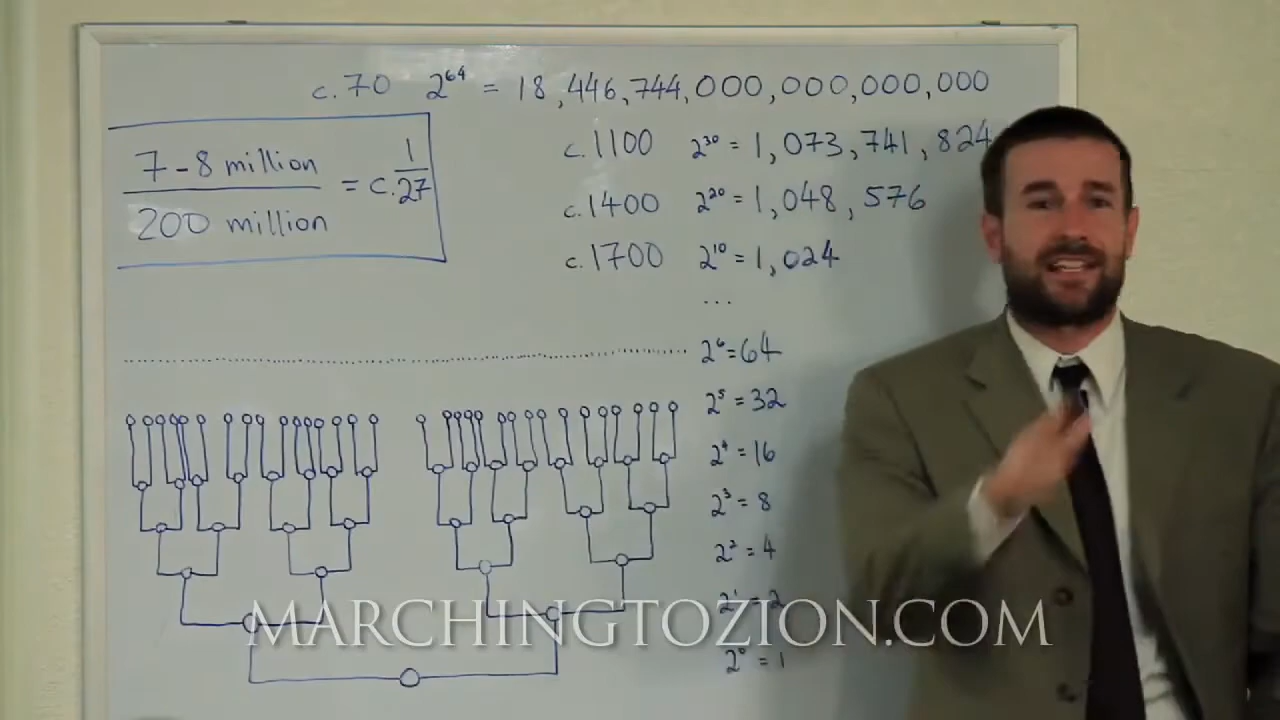 c.70 2⁶⁴ = 18,446,744,000,000,000,000
7-8 million
200 million
= c. 1/27
c.1100 2³⁰ = 1,073,741,824
c.1400 2²⁰ = 1,048,576
c.1700 2¹⁰ = 1,024
...
2⁶ = 64
2⁵ = 32
2⁴ = 16
2³ = 8
2² = 4
2¹ = 2
MARCHINGTOZION.COM
2⁰ = 1